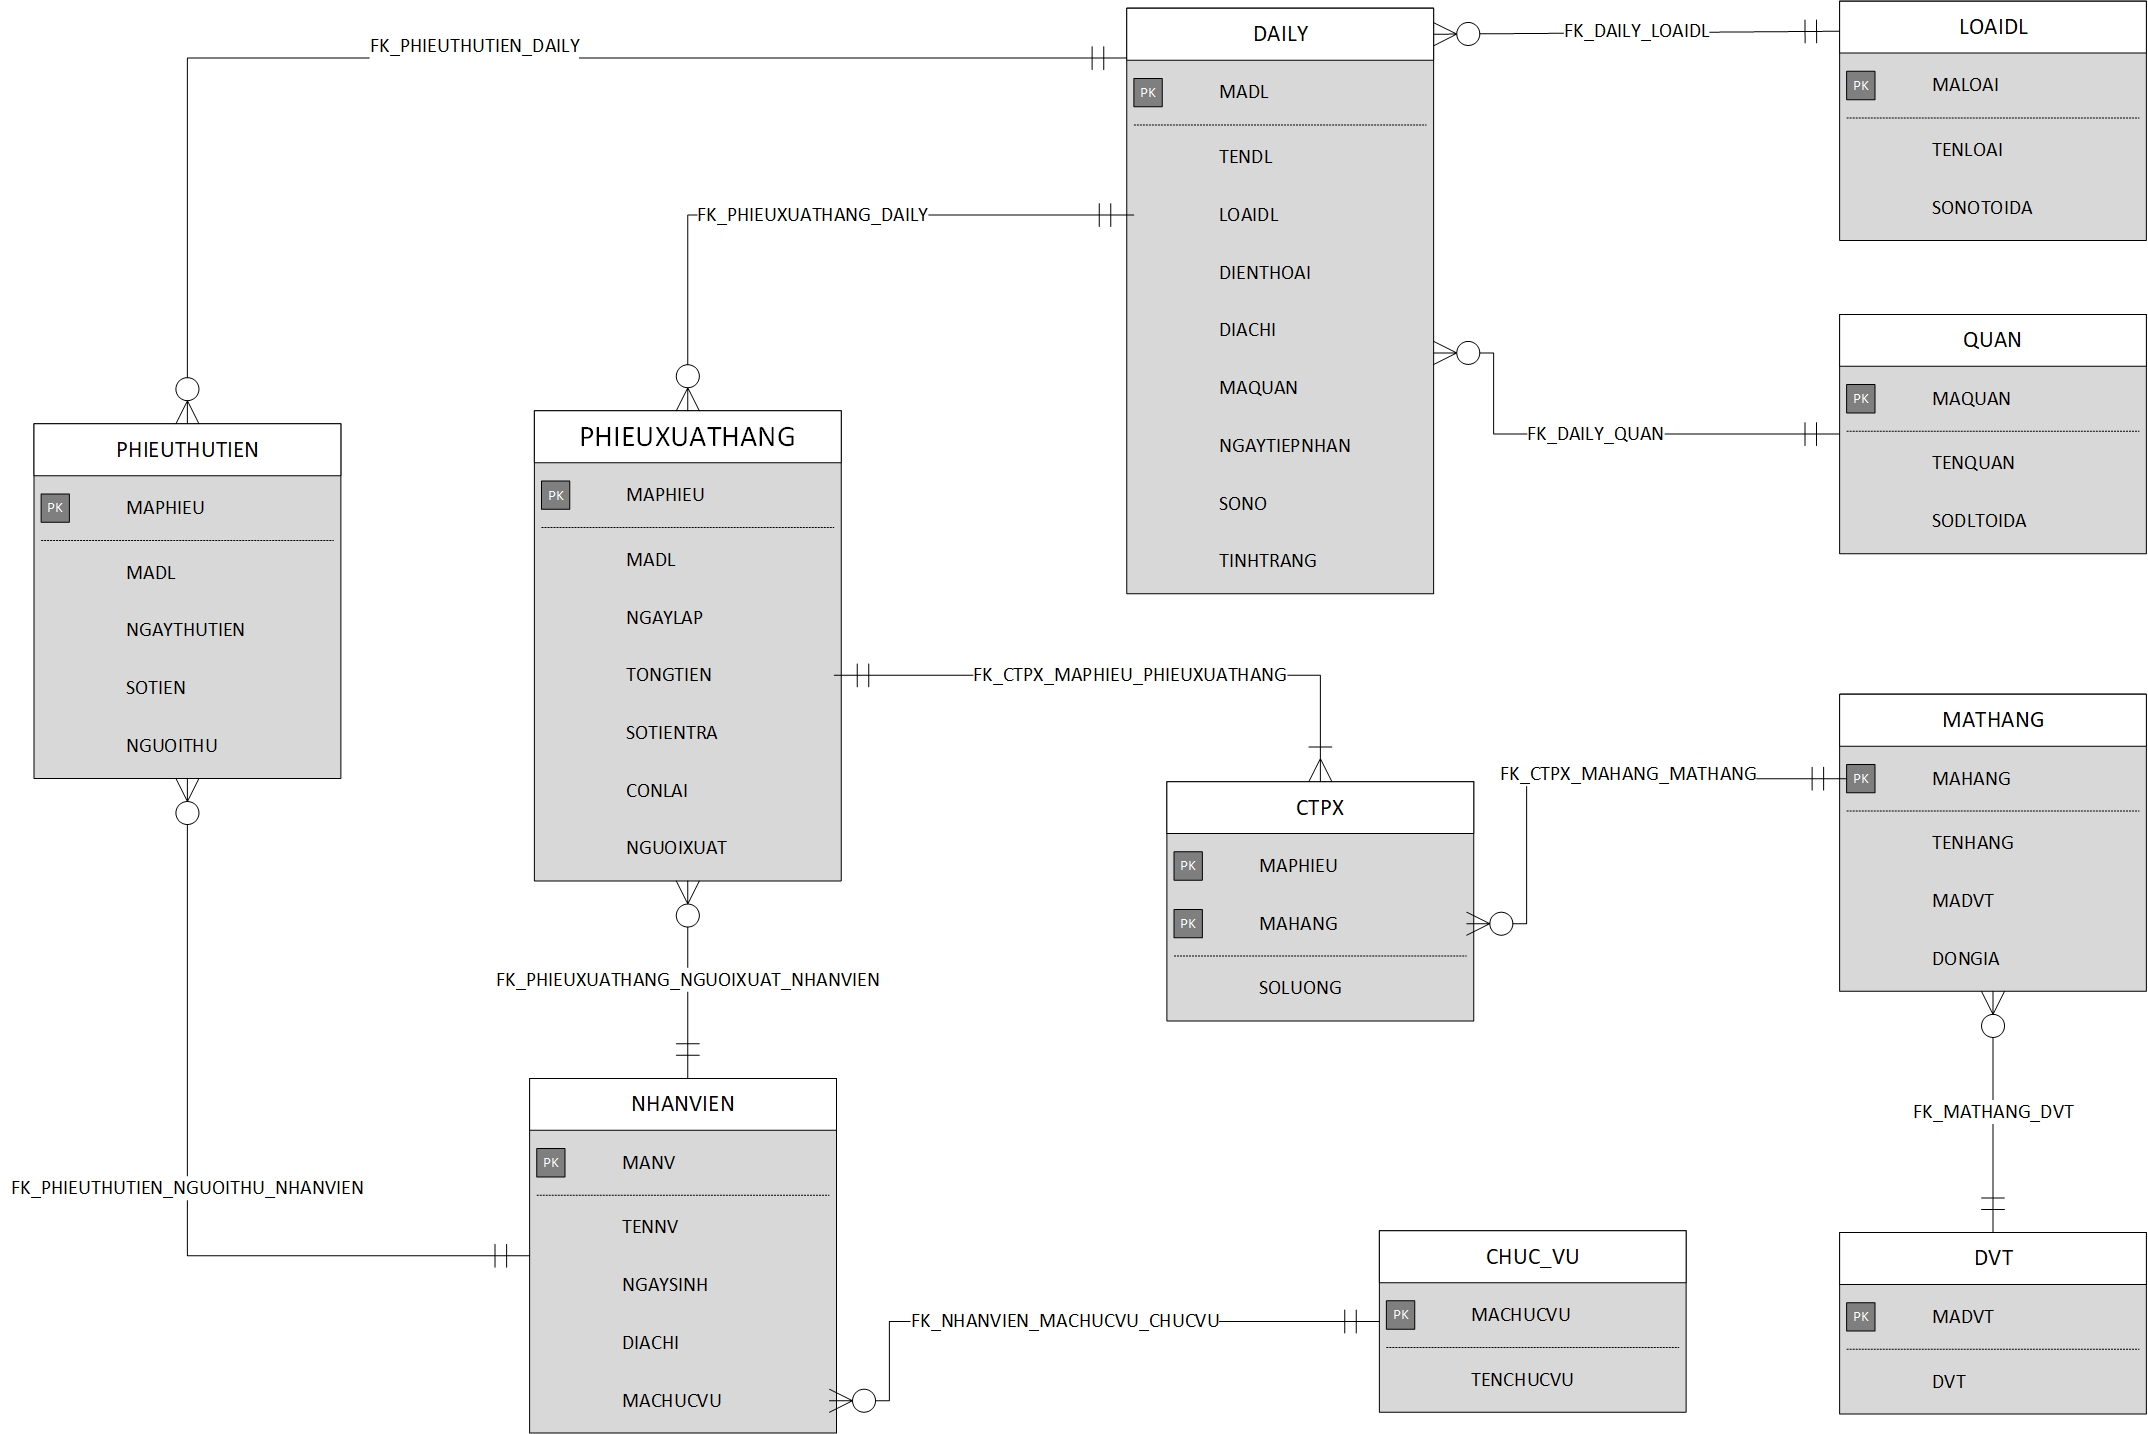 FK_PHIEUTHUTIEN_DAILY
DAILY
PK MADL
TENDL
LOAIDL
DIENTHOAI
DIACHI
MAQUAN
NGAYTIEPNHAN
SONO
TINHTRANG
FK_DAILY_LOAIDL
LOAIDL
PK MALOAI
TENLOAI
SONOTOIDA
FK_PHIEUXUATHANG_DAILY
FK_DAILY_QUAN
QUAN
PK MAQUAN
TENQUAN
SODLTOIDA
PHIEUTHUTIEN
PK MAPHIEU
MADL
NGAYTHUTIEN
SOTIEN
NGUOITHU
PHIEUXUATHANG
PK MAPHIEU
MADL
NGAYLAP
TONGTIEN
SOTIENTRA
CONLAI
NGUOIXUAT
FK_CTPX_MAPHIEU_PHIEUXUATHANG
CTPX
PK MAPHIEU
PK MAHANG
SOLUONG
FK_CTPX_MAHANG_MATHANG
MATHANG
PK MAHANG
TENHANG
MADVT
DONGIA
FK_PHIEUXUATHANG_NGUOIXUAT_NHANVIEN
FK_MATHANG_DVT
FK_PHIEUTHUTIEN_NGUOITHU_NHANVIEN
NHANVIEN
PK MANV
TENNV
NGAYSINH
DIACHI
MACHUCVU
FK_NHANVIEN_MACHUCVU_CHUCVU
CHUC_VU
PK MACHUCVU
TENCHUCVU
DVT
PK MADVT
DVT